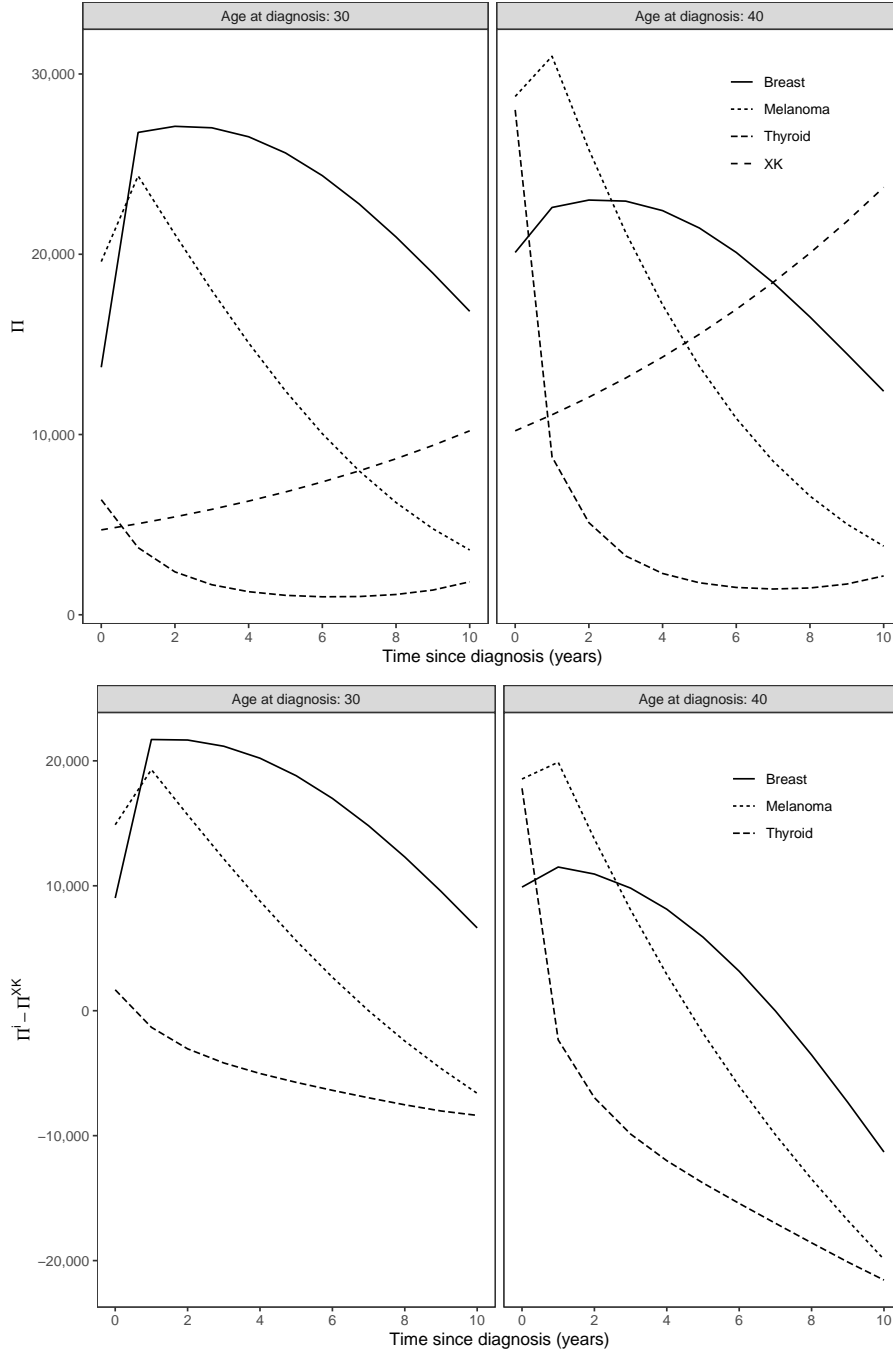 Age at diagnosis: 30
Age at diagnosis: 40
30,000
20,000
10,000
0
Π
Breast
Melanoma
Thyroid
XK
0 2 4 6 8 10
0 2 4 6 8 10
Time since diagnosis (years)
Age at diagnosis: 30
Age at diagnosis: 40
20,000
10,000
0
−10,000
−20,000
Πⁱ − Πˣᴷ
Breast
Melanoma
Thyroid
0 2 4 6 8 10
0 2 4 6 8 10
Time since diagnosis (years)